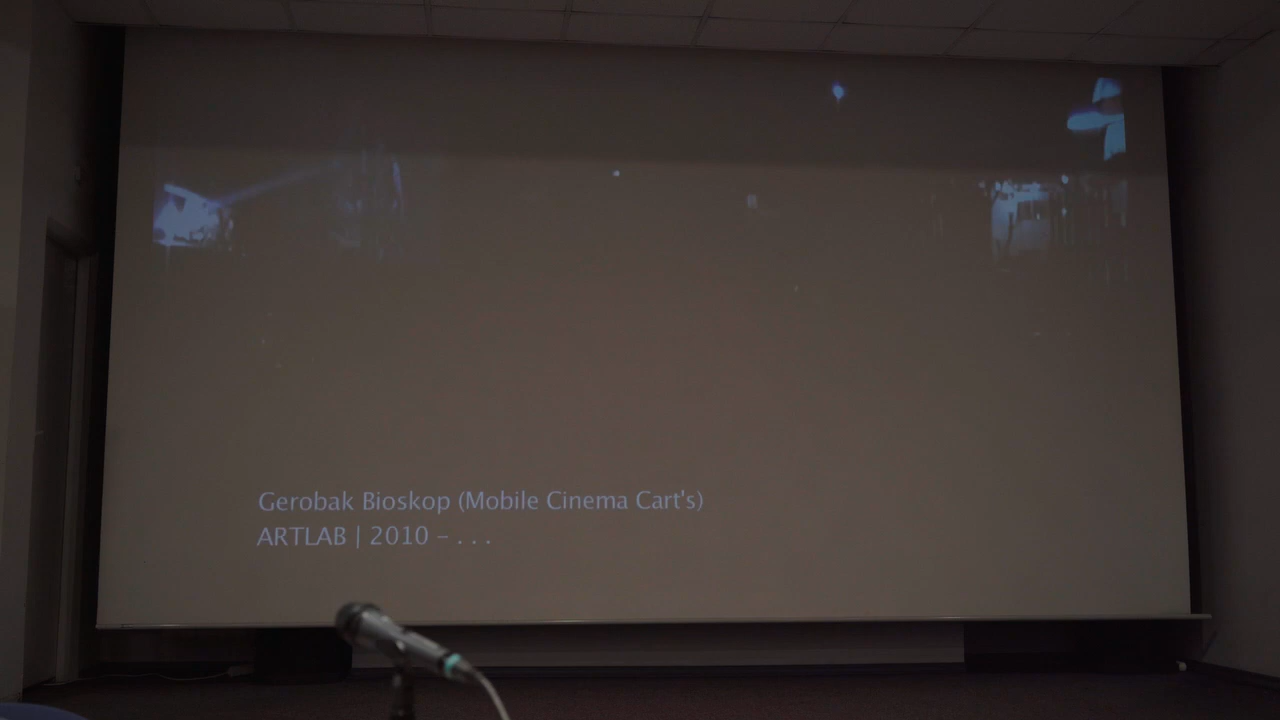 Gerobak Bioskop (Mobile Cinema Cart's)
ARTLAB | 2010 – . . .